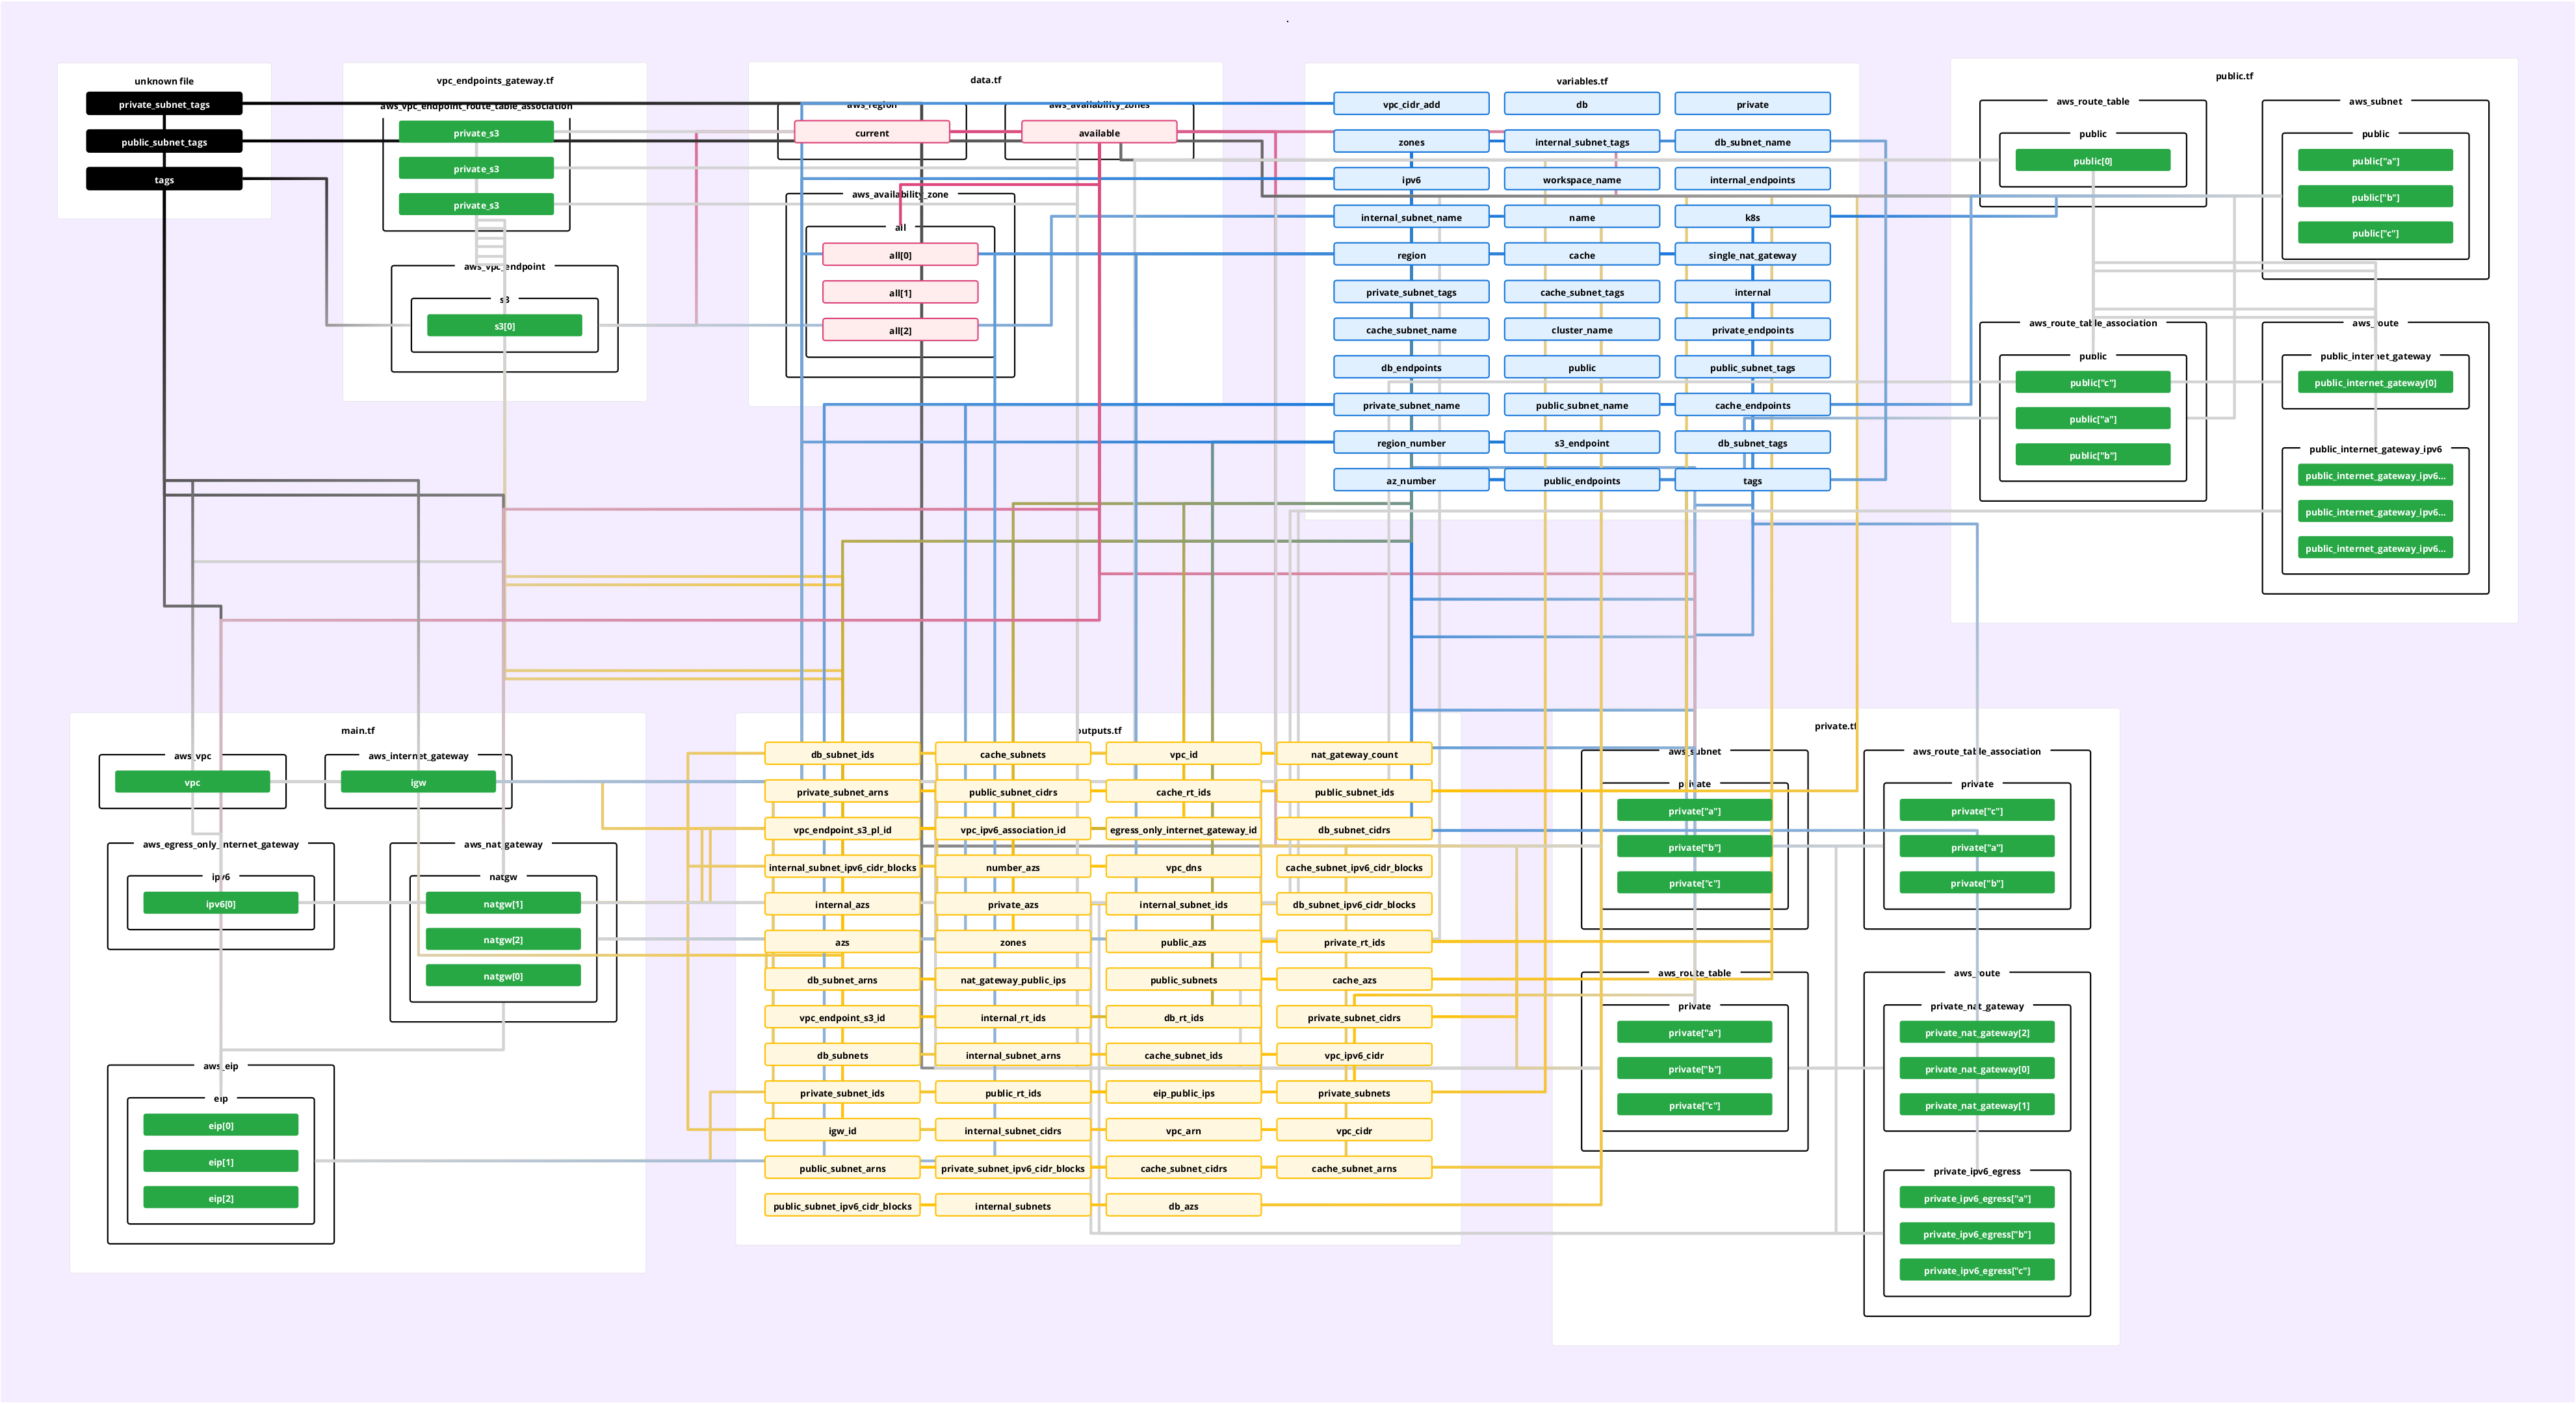 .
unknown file
private_subnet_tags
public_subnet_tags
tags
vpc_endpoints_gateway.tf
aws_vpc_endpoint_route_table_association
private_s3
private_s3
private_s3
aws_vpc_endpoint
s3
s3[0]
data.tf
aws_region
current
aws_availability_zones
available
aws_availability_zone
all
all[0]
all[1]
all[2]
variables.tf
vpc_cidr_add
db
private
zones
internal_subnet_tags
db_subnet_name
ipv6
workspace_name
internal_endpoints
internal_subnet_name
name
k8s
region
cache
single_nat_gateway
private_subnet_tags
cache_subnet_tags
internal
cache_subnet_name
cluster_name
private_endpoints
db_endpoints
public
public_subnet_tags
private_subnet_name
public_subnet_name
cache_endpoints
region_number
s3_endpoint
db_subnet_tags
az_number
public_endpoints
tags
public.tf
aws_route_table
public
public[0]
aws_subnet
public
public["a"]
public["b"]
public["c"]
aws_route_table_association
public
public["c"]
public["a"]
public["b"]
aws_route
public_internet_gateway
public_internet_gateway[0]
public_internet_gateway_ipv6
public_internet_gateway_ipv6...
public_internet_gateway_ipv6...
public_internet_gateway_ipv6...
main.tf
aws_vpc
vpc
aws_internet_gateway
igw
aws_egress_only_internet_gateway
ipv6
ipv6[0]
aws_nat_gateway
natgw
natgw[1]
natgw[2]
natgw[0]
aws_eip
eip
eip[0]
eip[1]
eip[2]
outputs.tf
db_subnet_ids
cache_subnets
vpc_id
nat_gateway_count
private_subnet_arns
public_subnet_cidrs
cache_rt_ids
public_subnet_ids
vpc_endpoint_s3_pl_id
vpc_ipv6_association_id
egress_only_internet_gateway_id
db_subnet_cidrs
internal_subnet_ipv6_cidr_blocks
number_azs
vpc_dns
cache_subnet_ipv6_cidr_blocks
internal_azs
private_azs
internal_subnet_ids
db_subnet_ipv6_cidr_blocks
azs
zones
public_azs
private_rt_ids
db_subnet_arns
nat_gateway_public_ips
public_subnets
cache_azs
vpc_endpoint_s3_id
internal_rt_ids
db_rt_ids
private_subnet_cidrs
db_subnets
internal_subnet_arns
cache_subnet_ids
vpc_ipv6_cidr
private_subnet_ids
public_rt_ids
eip_public_ips
private_subnets
igw_id
internal_subnet_cidrs
vpc_arn
vpc_cidr
public_subnet_arns
private_subnet_ipv6_cidr_blocks
cache_subnet_cidrs
cache_subnet_arns
public_subnet_ipv6_cidr_blocks
internal_subnets
db_azs
private.tf
aws_subnet
private
private["a"]
private["b"]
private["c"]
aws_route_table_association
private
private["c"]
private["a"]
private["b"]
aws_route_table
private
private["a"]
private["b"]
private["c"]
aws_route
private_nat_gateway
private_nat_gateway[2]
private_nat_gateway[0]
private_nat_gateway[1]
private_ipv6_egress
private_ipv6_egress["a"]
private_ipv6_egress["b"]
private_ipv6_egress["c"]